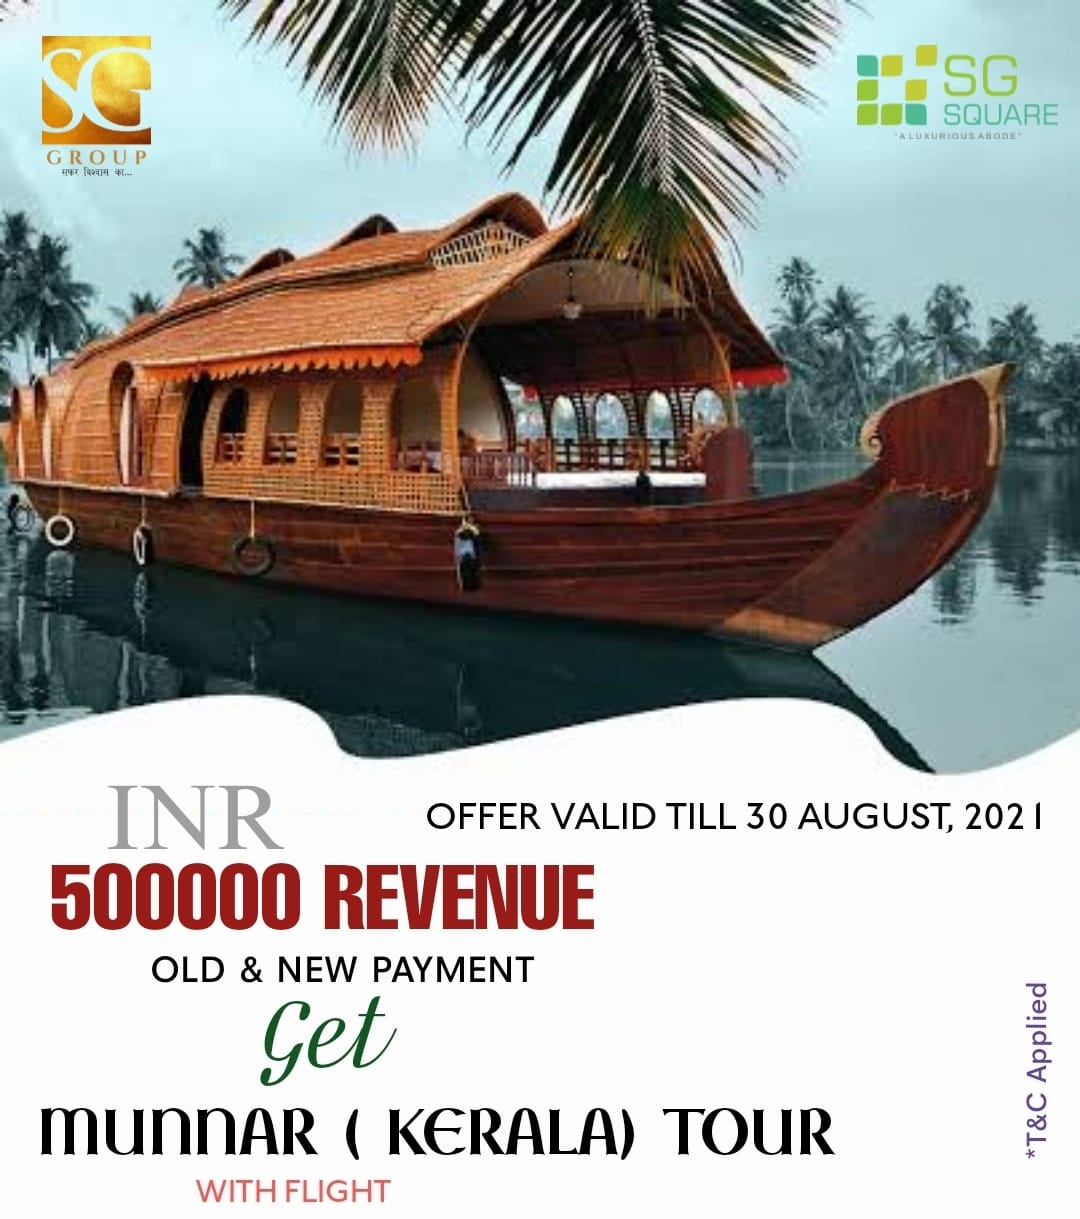 SG
GROUP
सफर विश्वास का...
SG
SQUARE
"A LUXURIOUS ABODE"
INR
OFFER VALID TILL 30 AUGUST, 2021
500000 REVENUE
OLD & NEW PAYMENT
Get
MUNNAR ( KERALA) TOUR
WITH FLIGHT
*T&C Applied